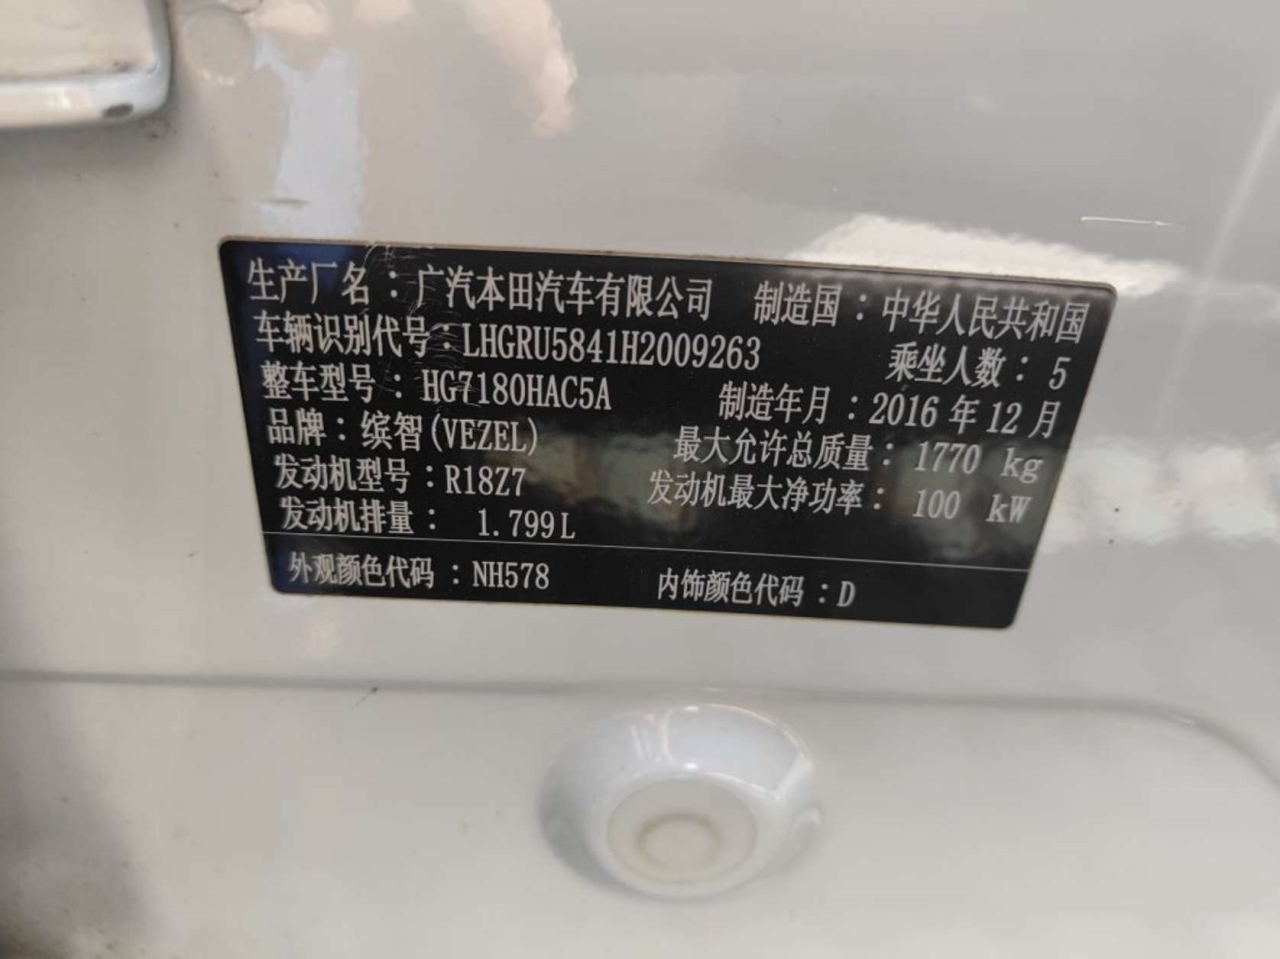 生产厂名：广汽本田汽车有限公司 制造国：中华人民共和国
车辆识别代号：LHGRU5841H2009263 乘坐人数：5
整车型号：HG7180HAC5A 制造年月：2016年12月
品牌：缤智(VEZEL) 最大允许总质量：1770 kg
发动机型号：R18Z7 发动机最大净功率：100 kW
发动机排量：1.799L
外观颜色代码：NH578 内饰颜色代码：D